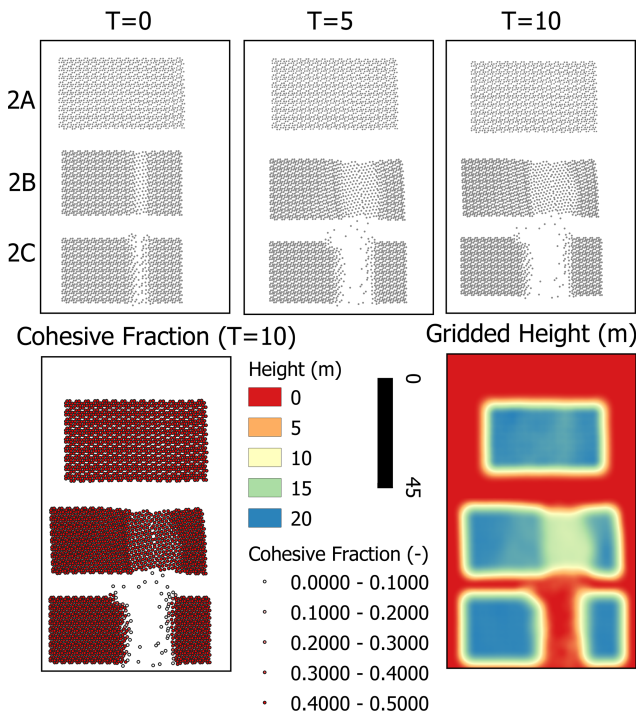 T=0 T=5 T=10
2A
2B
2C
Cohesive Fraction (T=10)
Gridded Height (m)
Height (m)
0
5
10
15
20
0
45
Cohesive Fraction (-)
0.0000 - 0.1000
0.1000 - 0.2000
0.2000 - 0.3000
0.3000 - 0.4000
0.4000 - 0.5000